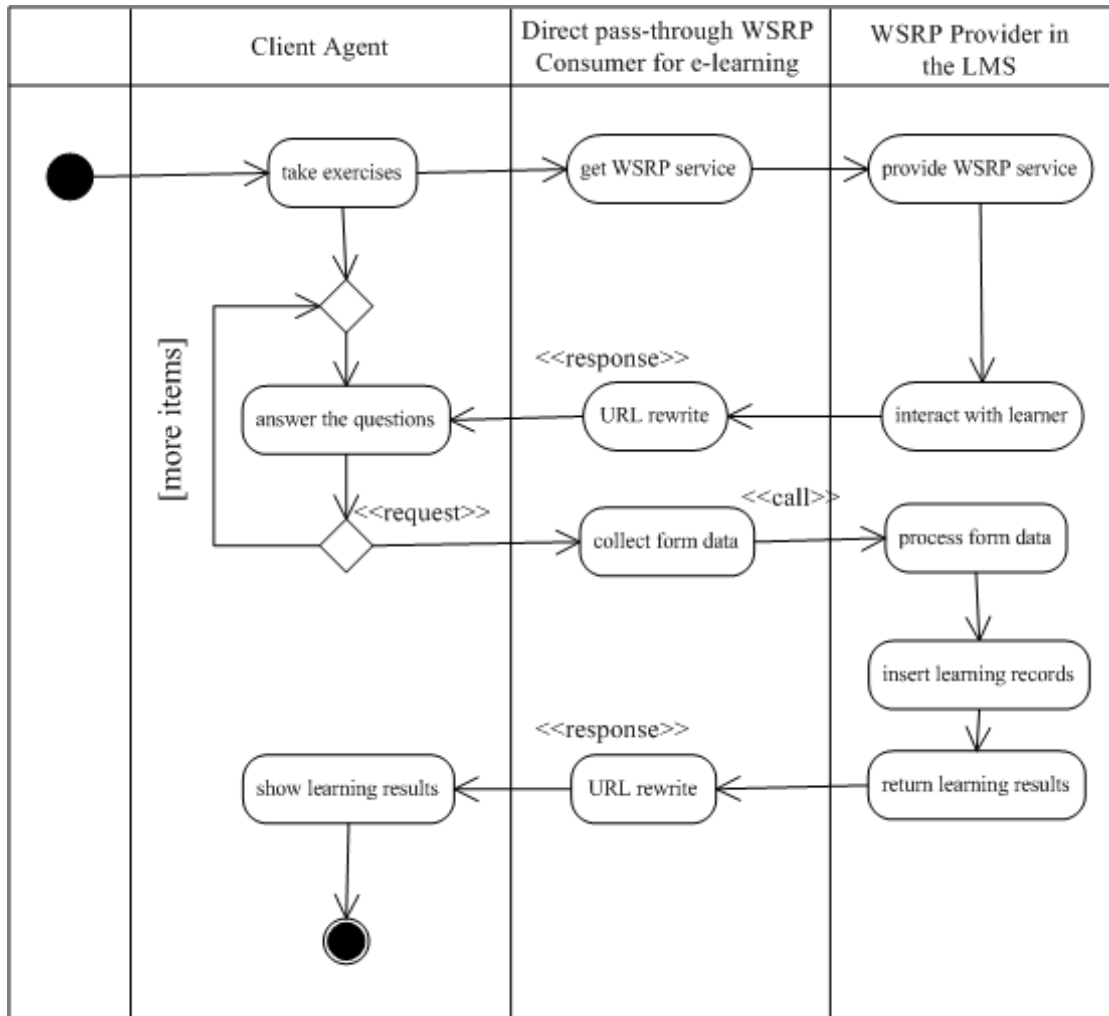 Client Agent
Direct pass-through WSRP
Consumer for e-learning
WSRP Provider in
the LMS
take exercises
get WSRP service
provide WSRP service
[more items]
<<response>>
answer the questions
URL rewrite
interact with learner
<<request>>
<<call>>
collect form data
process form data
insert learning records
<<response>>
show learning results
URL rewrite
return learning results